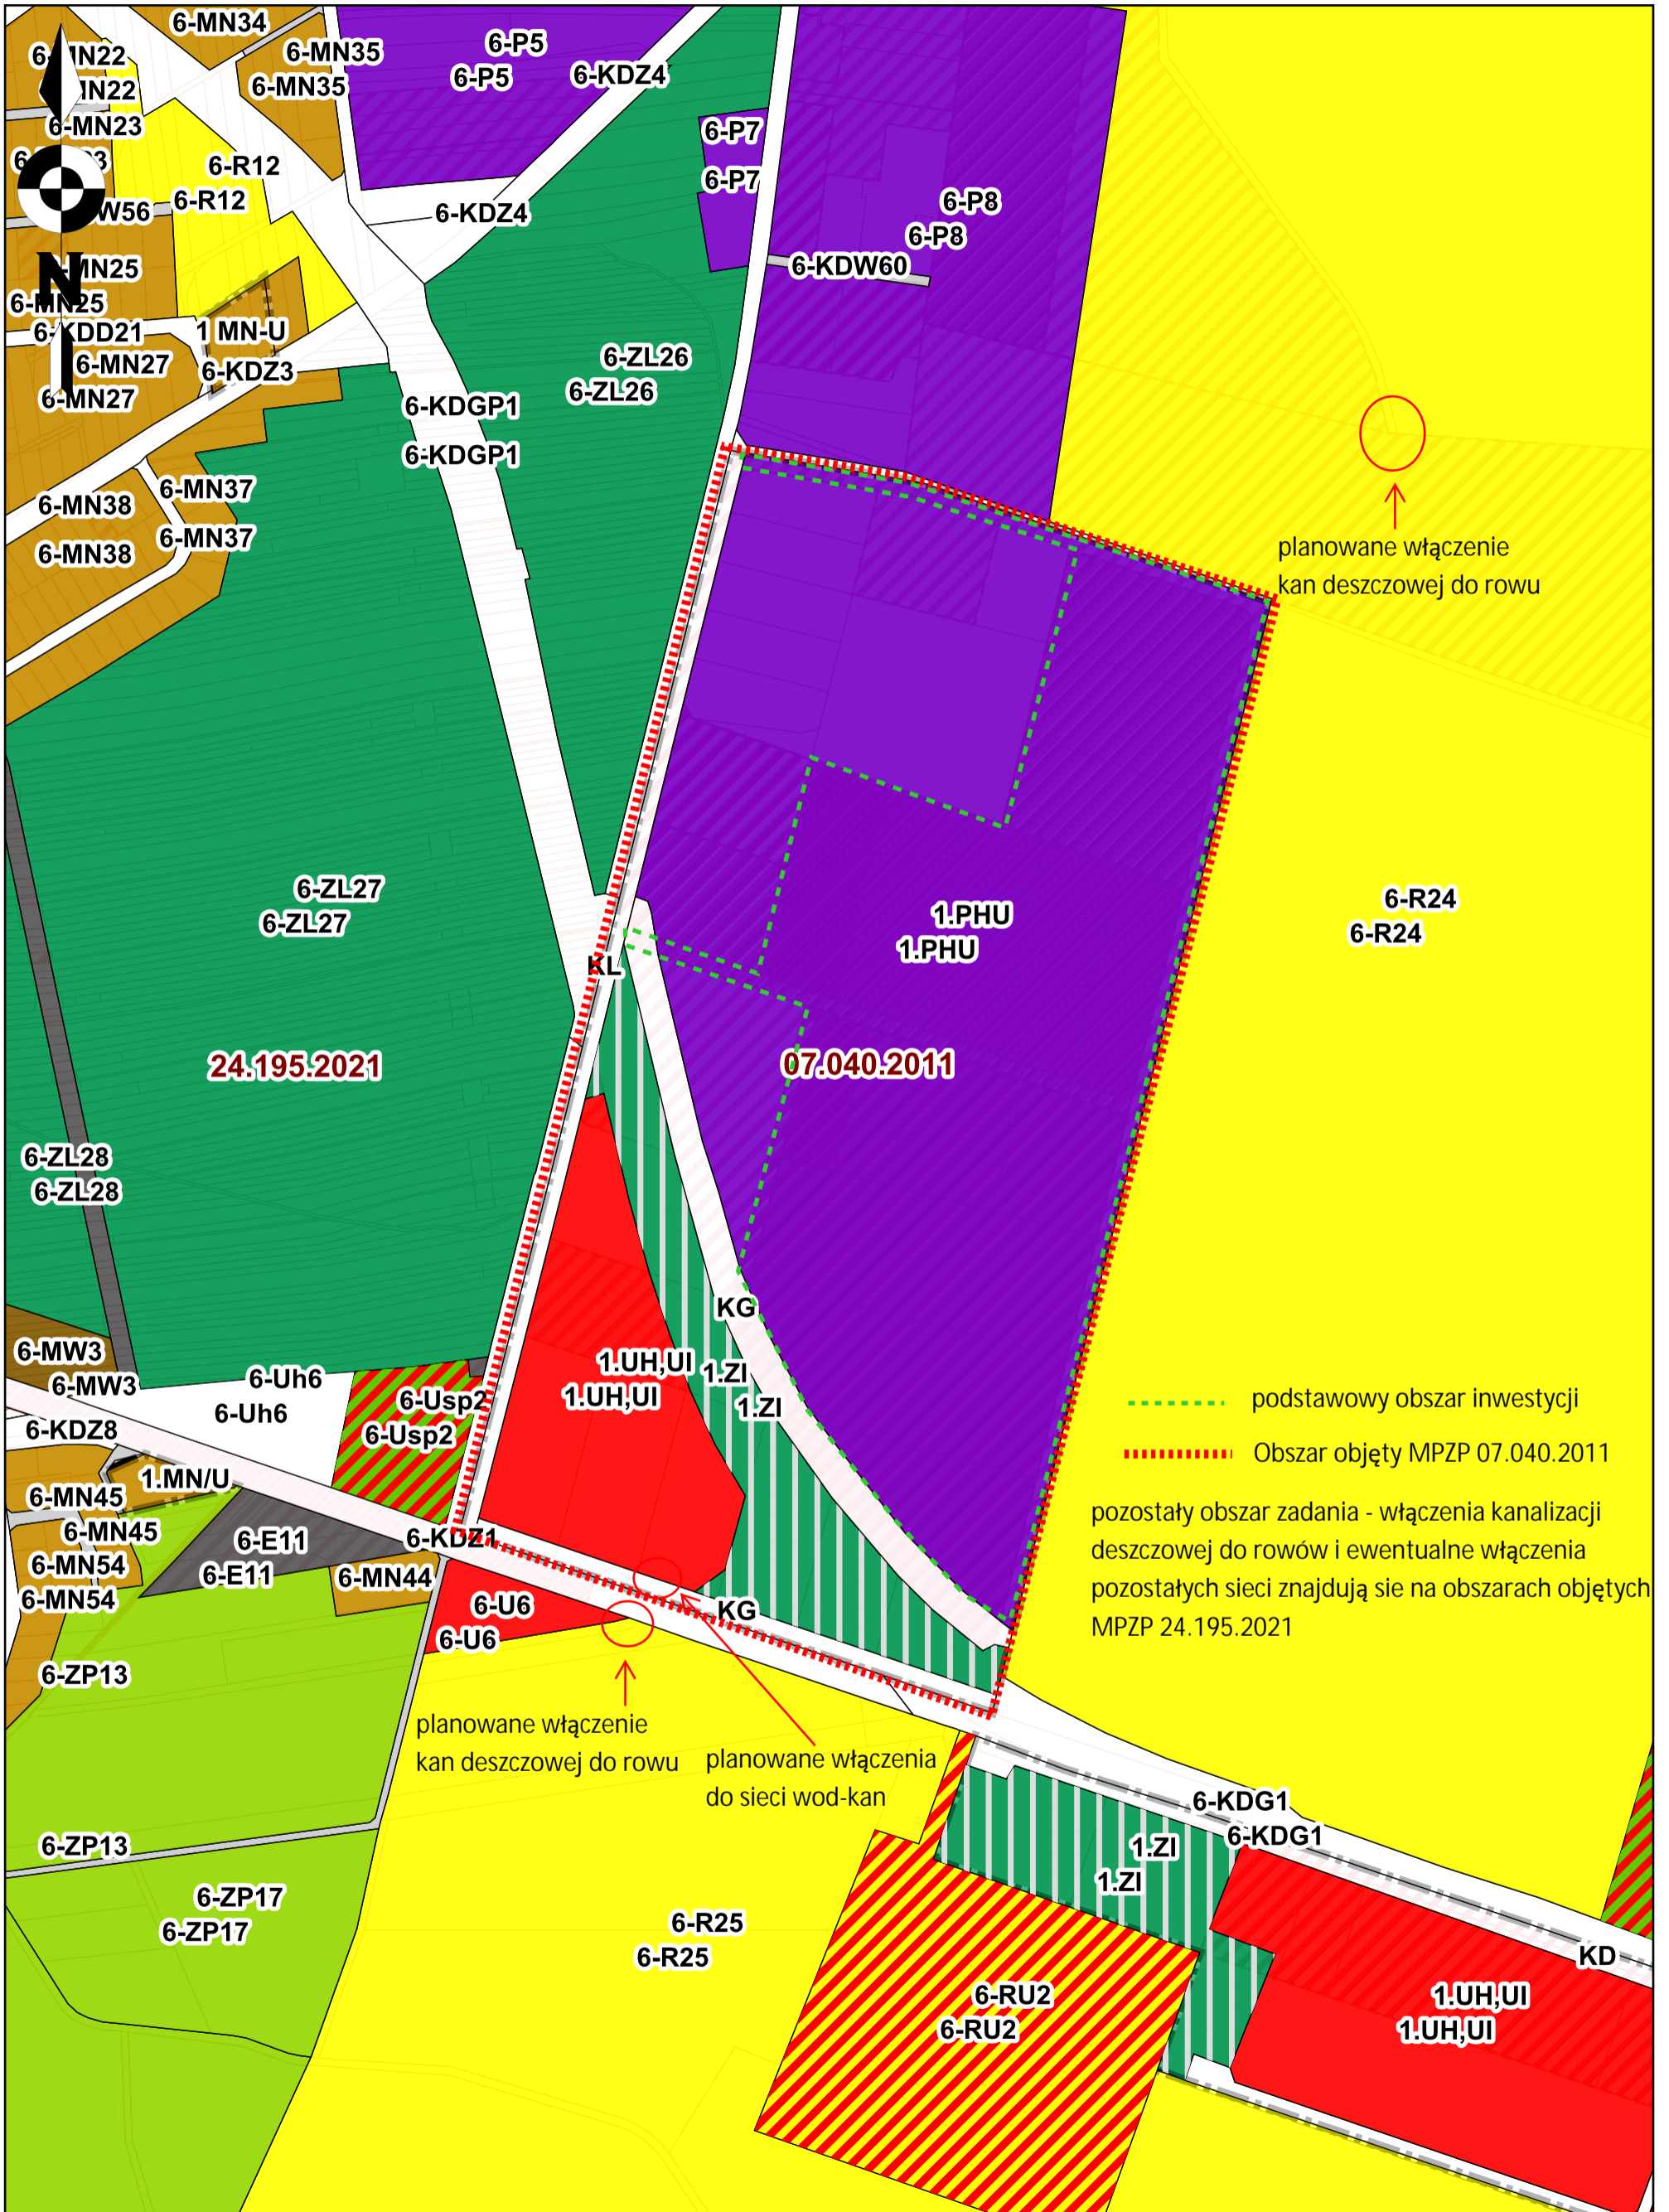 6-MN34
6-MN22
6-MN35
6-P5
6-P5
6-KDZ4
6-MN35
6-MN23
6-P7
6-R12
6-P7
6-R12
6-P8
W56
6-KDZ4
6-P8
6-KDW60
MN25
6-MN25
6-KDD21
1 MN-U
6-ZL26
6-MN27
6-KDZ3
6-ZL26
6-MN27
6-KDGP1
6-KDGP1
6-MN37
6-MN38
6-MN37
6-MN38
planowane włączenie
kan deszczowej do rowu
6-ZL27
6-ZL27
1.PHU
1.PHU
6-R24
6-R24
KL
24.195.2021
07.040.2011
6-ZL28
6-ZL28
KG
6-MW3
6-MW3
6-Uh6
6-Uh6
6-Usp2
6-Usp2
1.UH,UI
1.UH,UI
1.ZI
1.ZI
podstawowy obszar inwestycji
6-KDZ8
Obszar objęty MPZP 07.040.2011
1.MN/U
6-MN45
6-MN45
6-E11
6-E11
6-KDZ1
pozostały obszar zadania - włączenia kanalizacji
deszczowej do rowów i ewentualne włączenia
pozostałych sieci znajdują sie na obszarach objętych
MPZP 24.195.2021
6-MN54
6-MN54
6-MN44
6-U6
6-U6
KG
6-ZP13
planowane włączenie
kan deszczowej do rowu
planowane włączenia
do sieci wod-kan
6-KDG1
6-KDG1
6-ZP13
1.ZI
1.ZI
6-ZP17
6-ZP17
6-R25
6-R25
KD
6-RU2
6-RU2
1.UH,UI
1.UH,UI
N